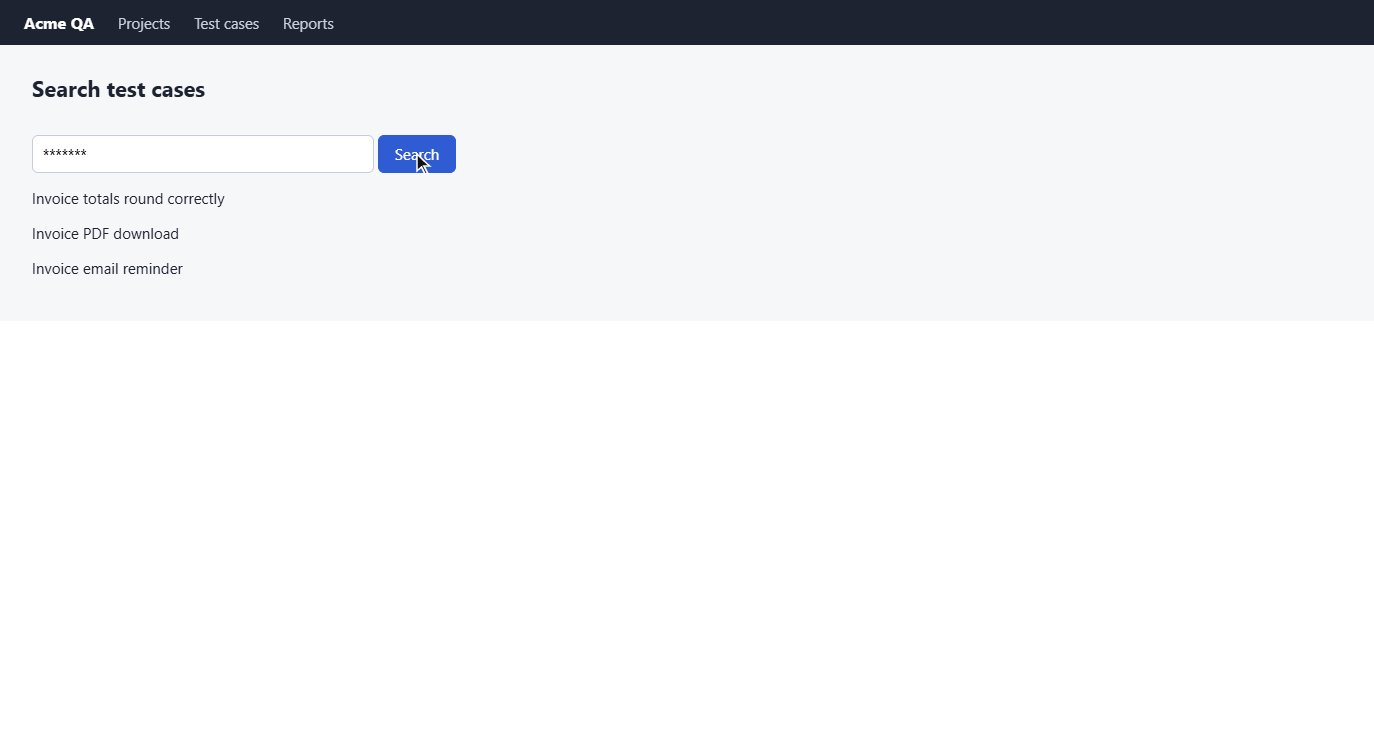 Acme QA Projects Test cases Reports
Search test cases
******* Search
Invoice totals round correctly
Invoice PDF download
Invoice email reminder